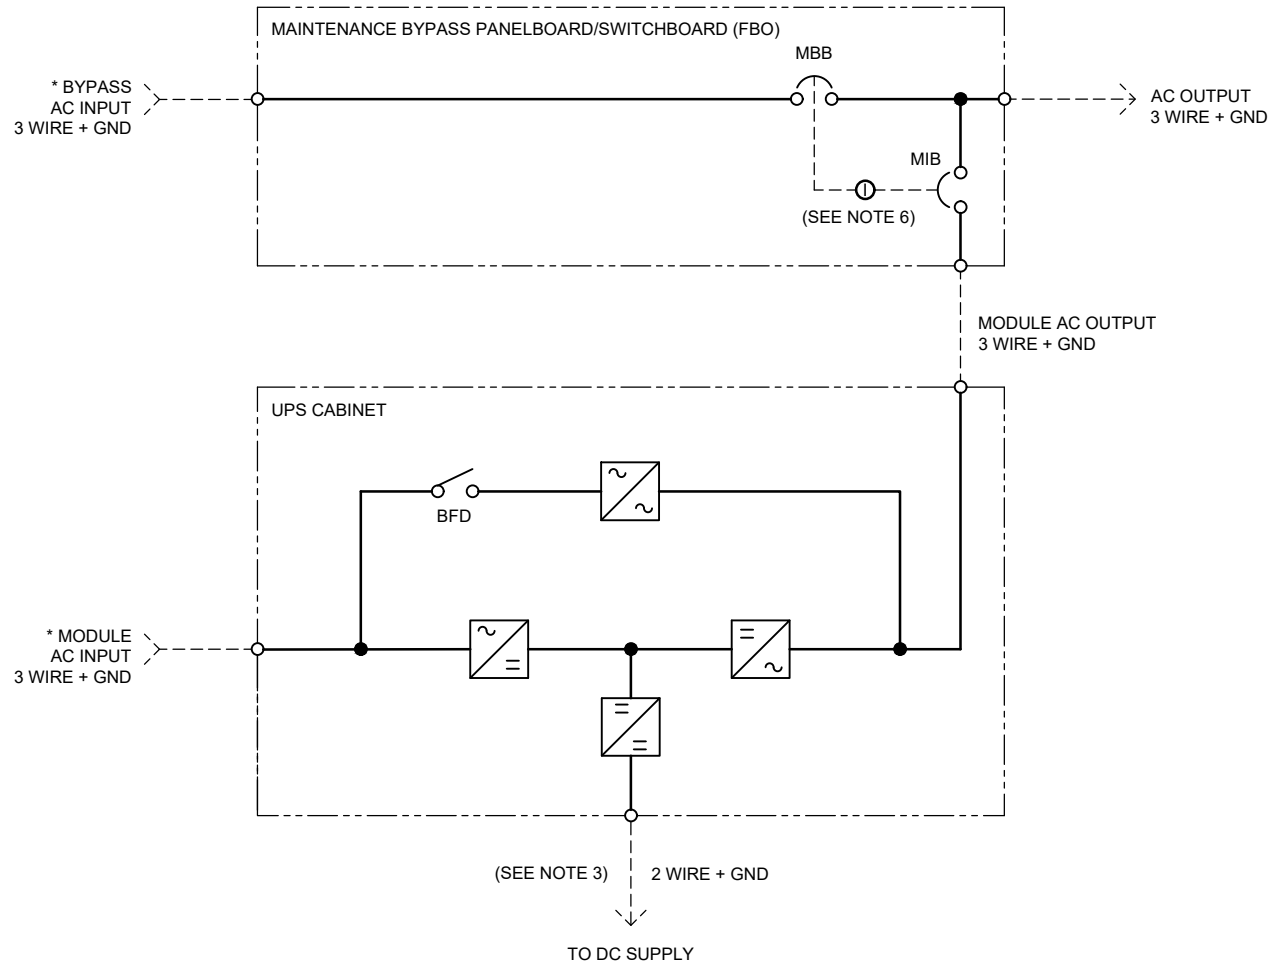 MAINTENANCE BYPASS PANELBOARD/SWITCHBOARD (FBO)
MBB
* BYPASS
AC INPUT
3 WIRE + GND
AC OUTPUT
3 WIRE + GND
MIB
(SEE NOTE 6)
MODULE AC OUTPUT
3 WIRE + GND
UPS CABINET
BFD
* MODULE
AC INPUT
3 WIRE + GND
(SEE NOTE 3)
2 WIRE + GND
TO DC SUPPLY